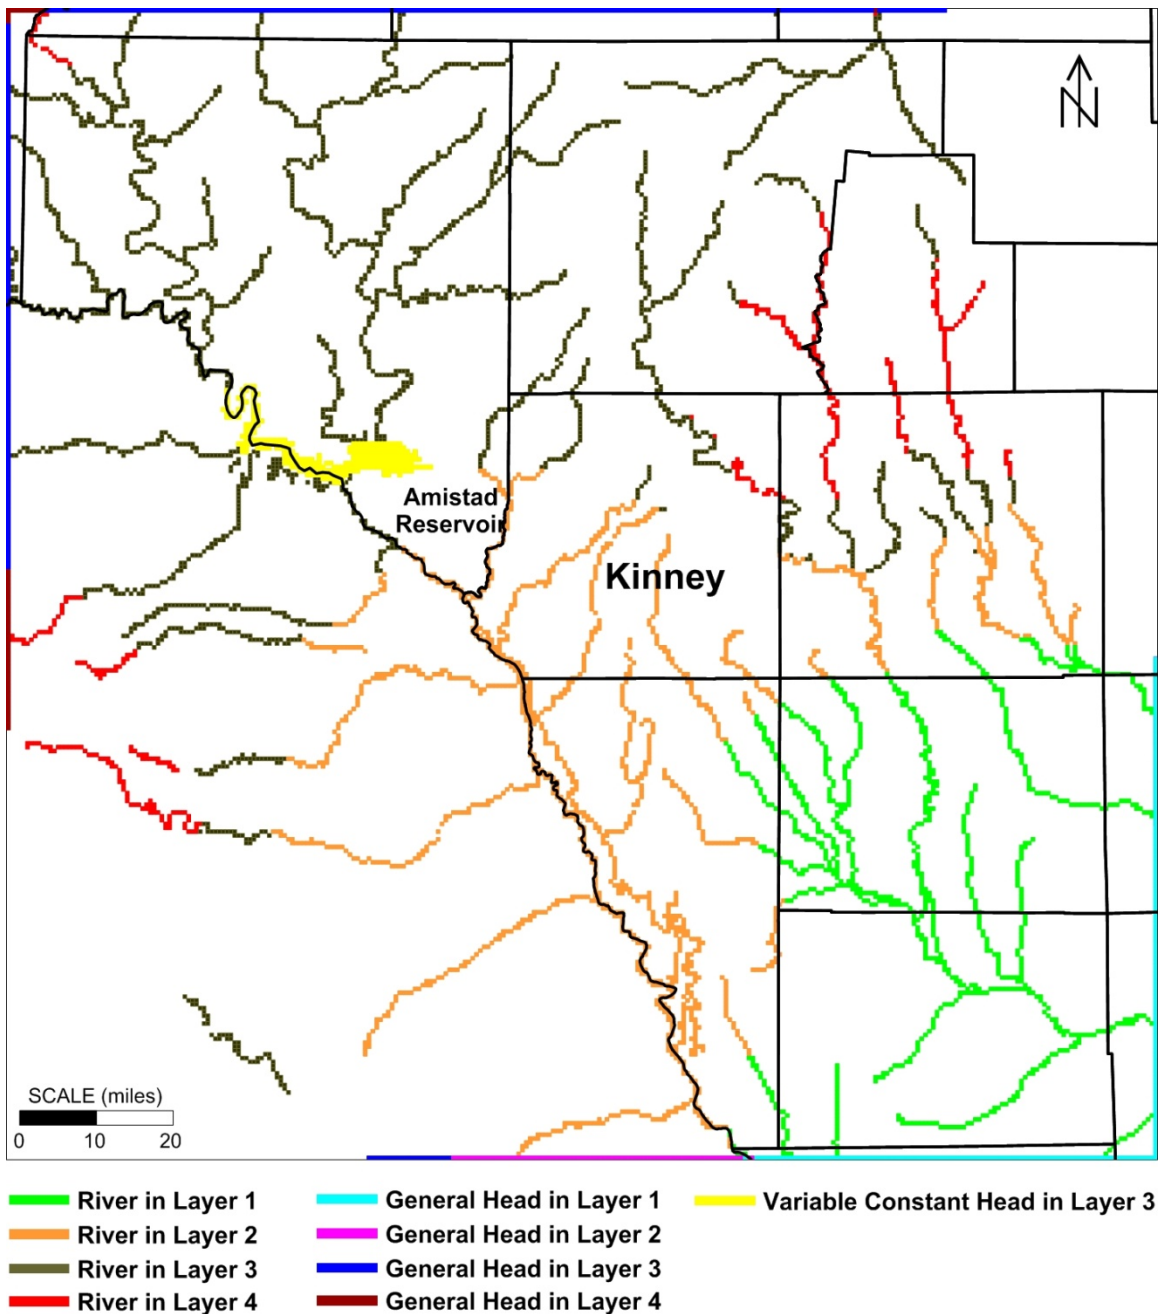 N
Amistad
Reservoir
Kinney
SCALE (miles)
0 10 20
River in Layer 1
General Head in Layer 1
Variable Constant Head in Layer 3
River in Layer 2
General Head in Layer 2
River in Layer 3
General Head in Layer 3
River in Layer 4
General Head in Layer 4